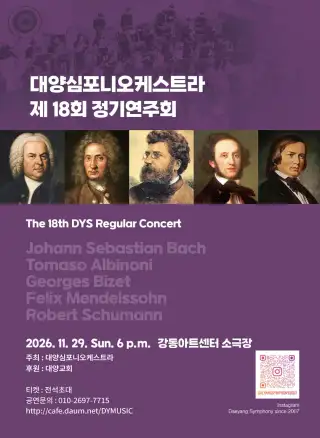 대양심포니오케스트라
제 18회 정기연주회
The 18th DYS Regular Concert
Johann Sebastian Bach
Tomaso Albinoni
Georges Bizet
Felix Mendelssohn
Robert Schumann
2026. 11. 29. Sun. 6 p.m. 강동아트센터 소극장
주최 : 대양심포니오케스트라
후원 : 대양교회
티켓 : 전석초대
공연문의 : 010-2697-7715
http://cafe.daum.net/DYMUSIC
Instagram
Daeyang Symphony since 2007